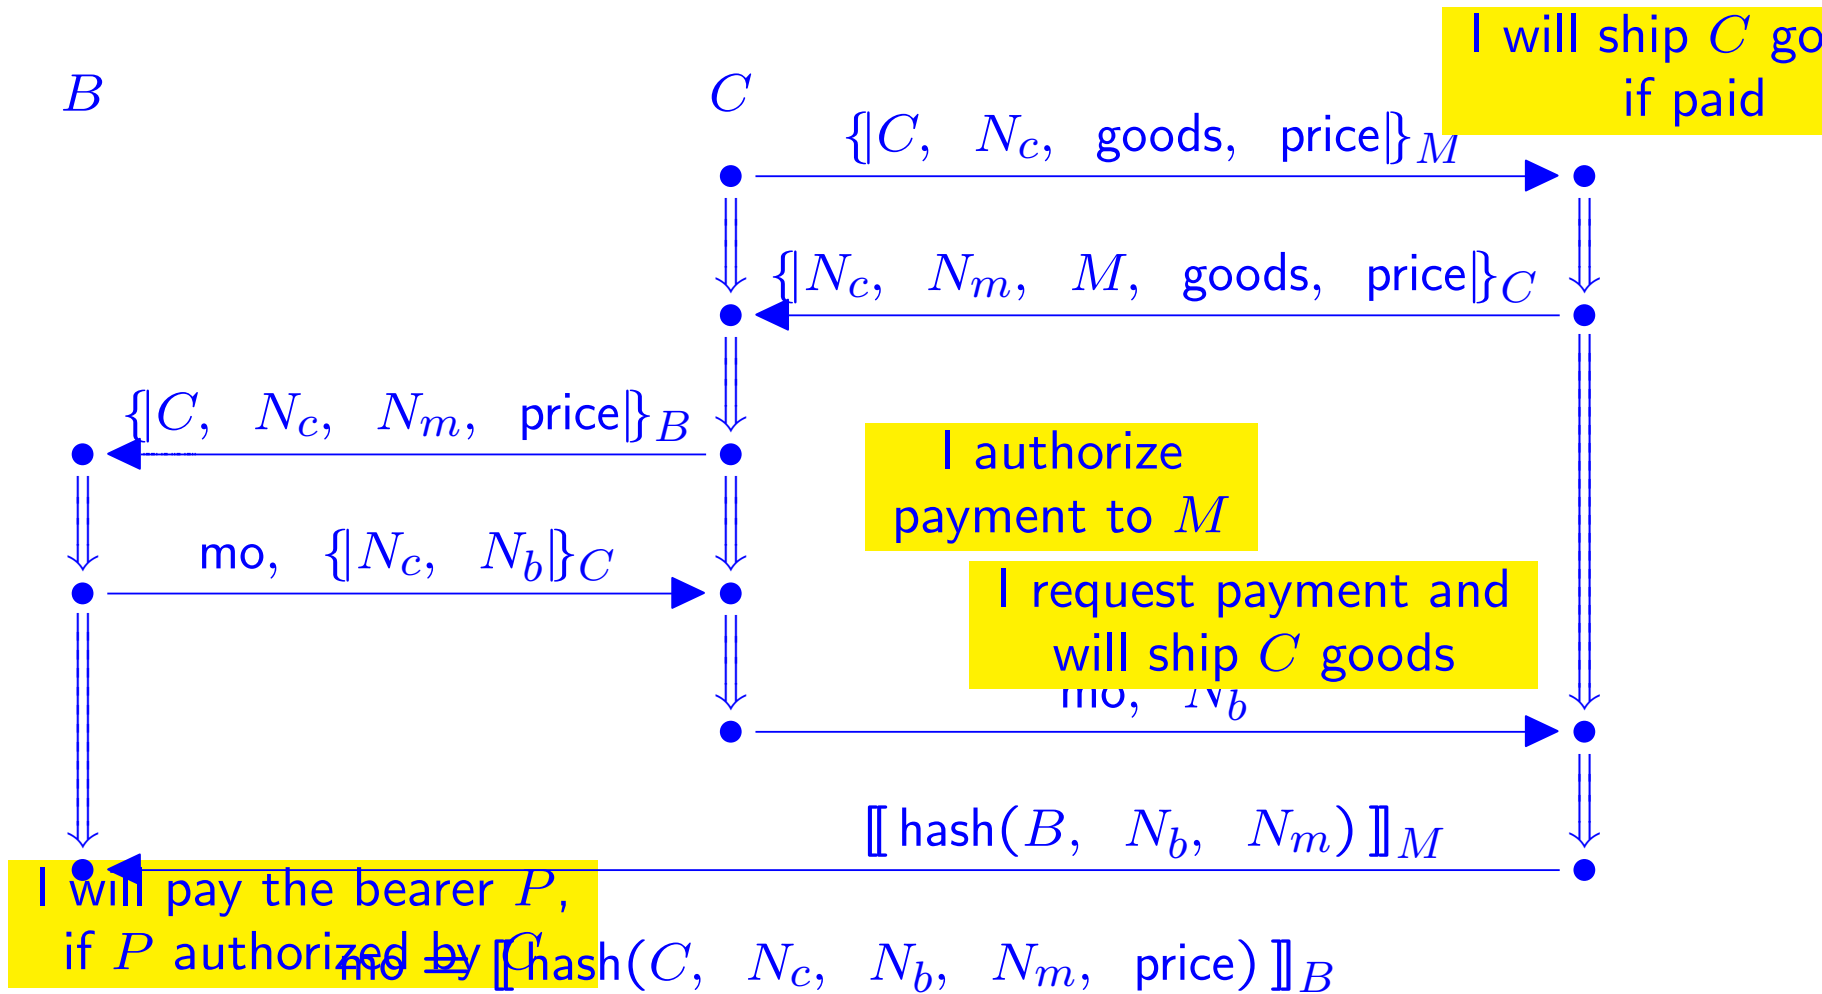 I will ship C go
if paid
B
C
{|C, N_c, goods, price|}_M
{|N_c, N_m, M, goods, price|}_C
{|C, N_c, N_m, price|}_B
I authorize
payment to M
mo, {|N_c, N_b|}_C
I request payment and
will ship C goods
mo, N_b
⟦hash(B, N_b, N_m)⟧_M
I will pay the bearer P,
if P authorized by C
mo = ⟦hash(C, N_c, N_b, N_m, price)⟧_B